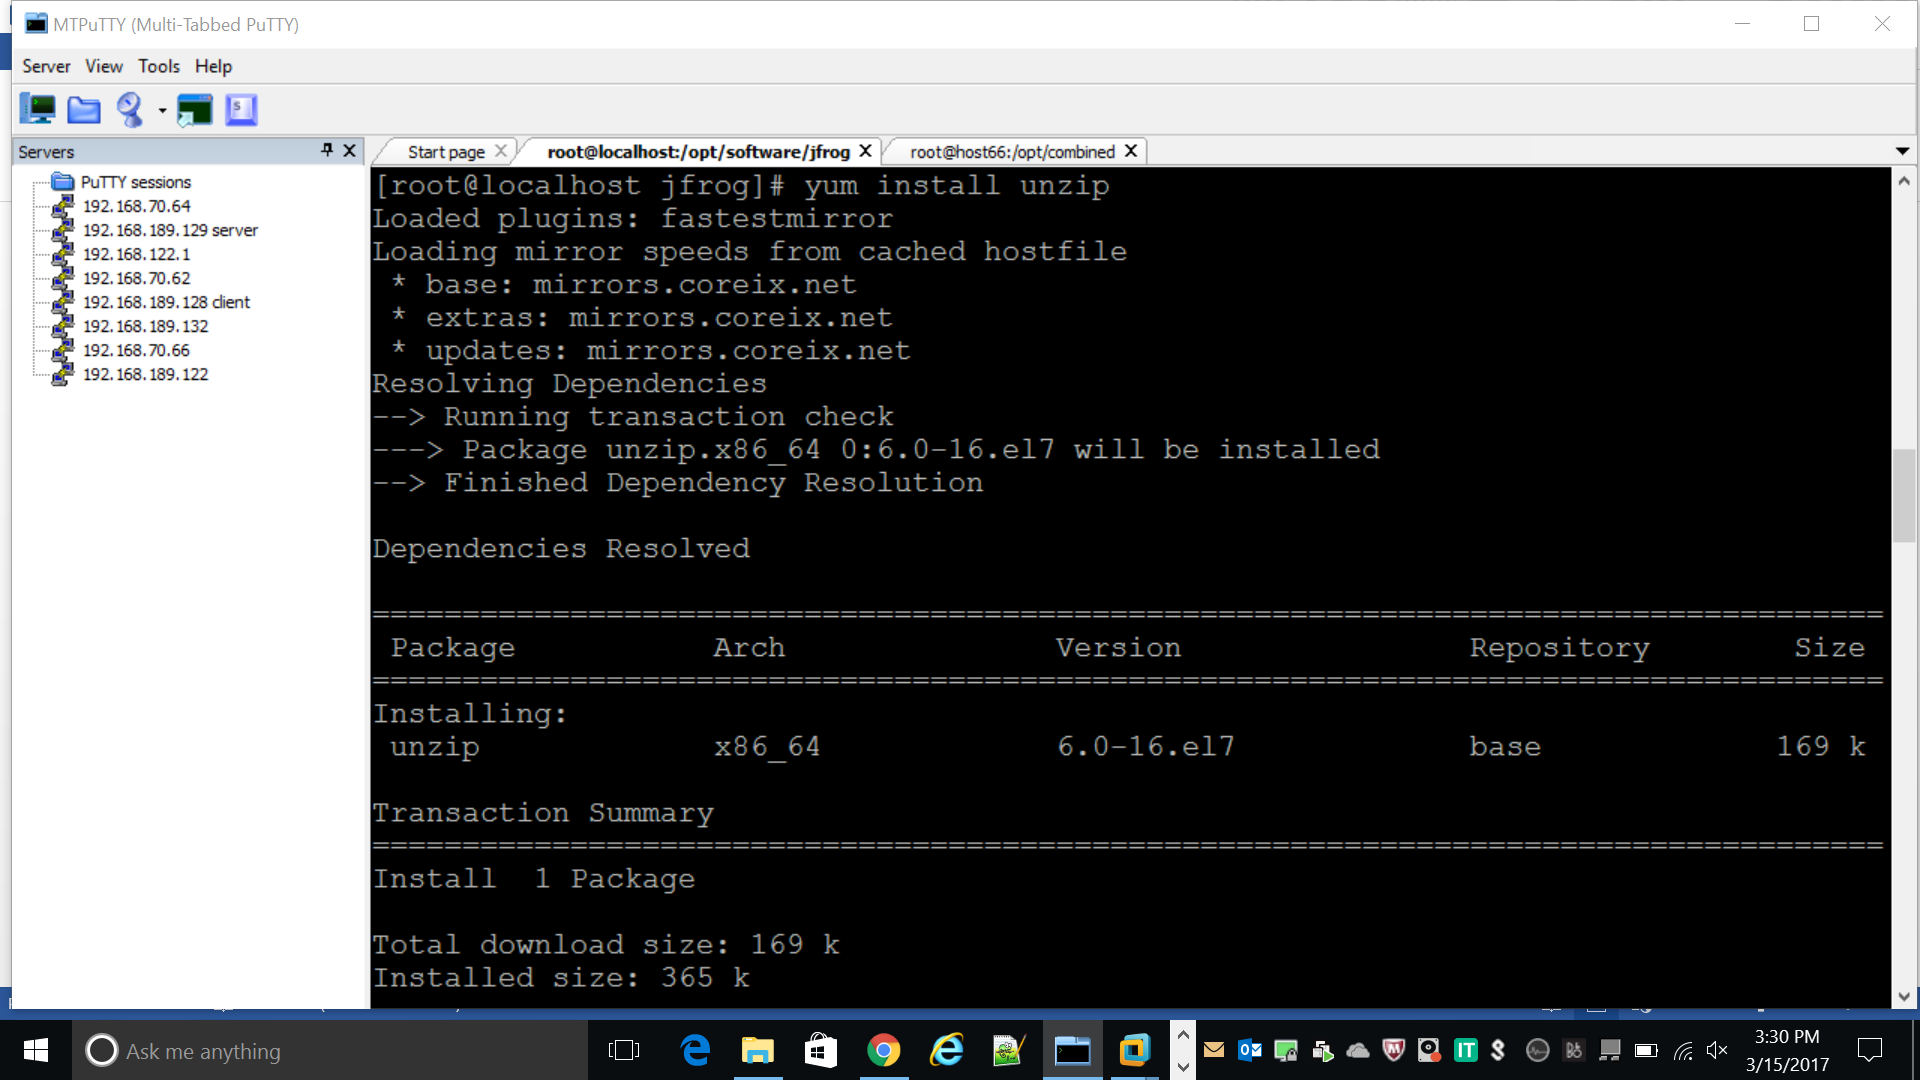 MTPuTTY (Multi-Tabbed PuTTY)
Server View Tools Help
Servers
Start page
root@localhost:/opt/software/jfrog
root@host66:/opt/combined
PuTTY sessions
192.168.70.64
192.168.189.129 server
192.168.122.1
192.168.70.62
192.168.189.128 client
192.168.189.132
192.168.70.66
192.168.189.122
[root@localhost jfrog]# yum install unzip
Loaded plugins: fastestmirror
Loading mirror speeds from cached hostfile
* base: mirrors.coreix.net
* extras: mirrors.coreix.net
* updates: mirrors.coreix.net
Resolving Dependencies
--> Running transaction check
---> Package unzip.x86_64 0:6.0-16.el7 will be installed
--> Finished Dependency Resolution
Dependencies Resolved
================================================================================
Package Arch Version Repository Size
================================================================================
Installing:
unzip x86_64 6.0-16.el7 base 169 k
Transaction Summary
================================================================================
Install 1 Package
Total download size: 169 k
Installed size: 365 k
Ask me anything
3:30 PM
3/15/2017